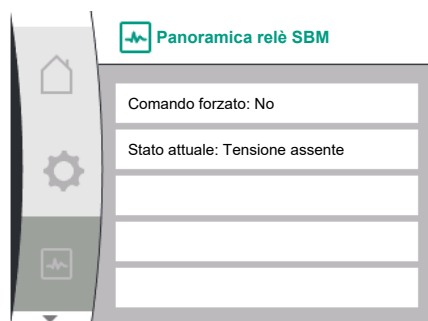 Panoramica relè SBM
Comando forzato: No
Stato attuale: Tensione assente